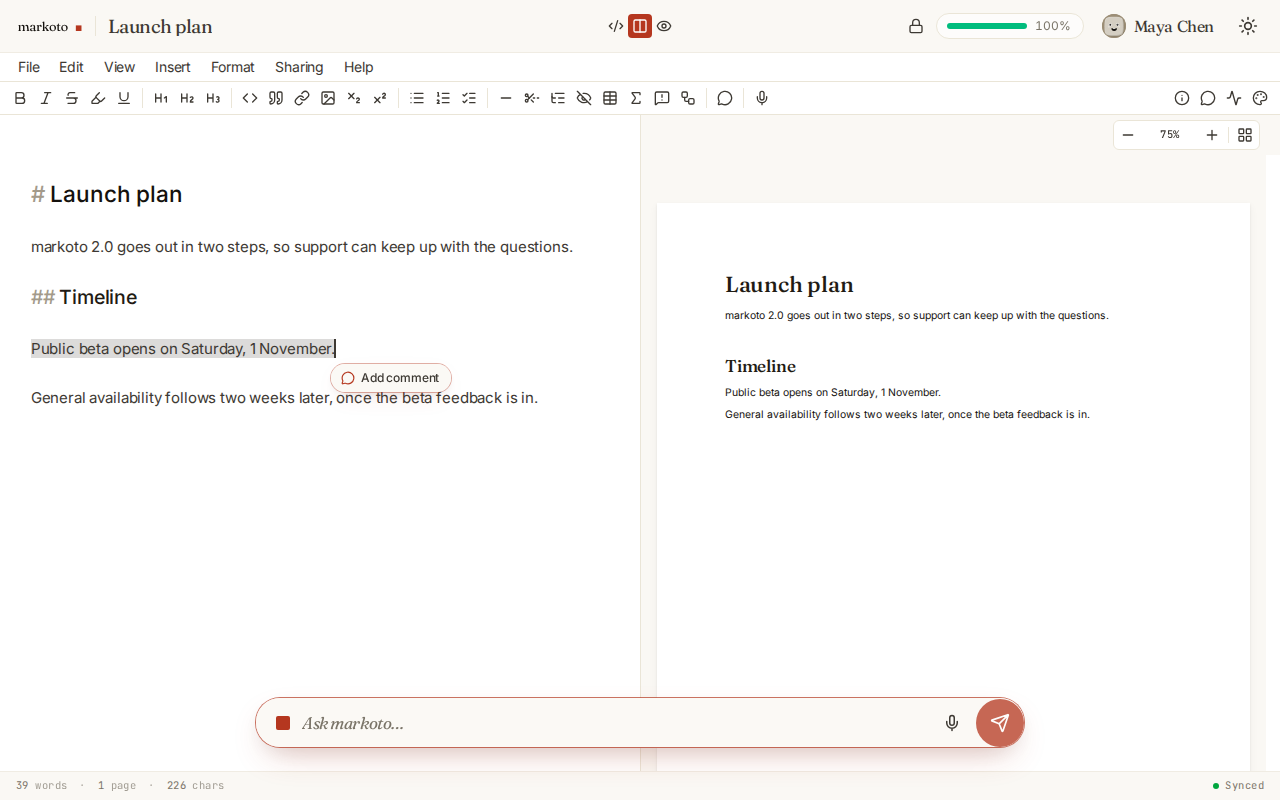 markoto
Launch plan
100%
Maya Chen
File Edit View Insert Format Sharing Help
H1 H2 H3
75%
# Launch plan
markoto 2.0 goes out in two steps, so support can keep up with the questions.
## Timeline
Public beta opens on Saturday, 1 November.
Add comment
General availability follows two weeks later, once the beta feedback is in.
Launch plan
markoto 2.0 goes out in two steps, so support can keep up with the questions.
Timeline
Public beta opens on Saturday, 1 November.
General availability follows two weeks later, once the beta feedback is in.
Ask markoto...
39 words · 1 page · 226 chars
Synced